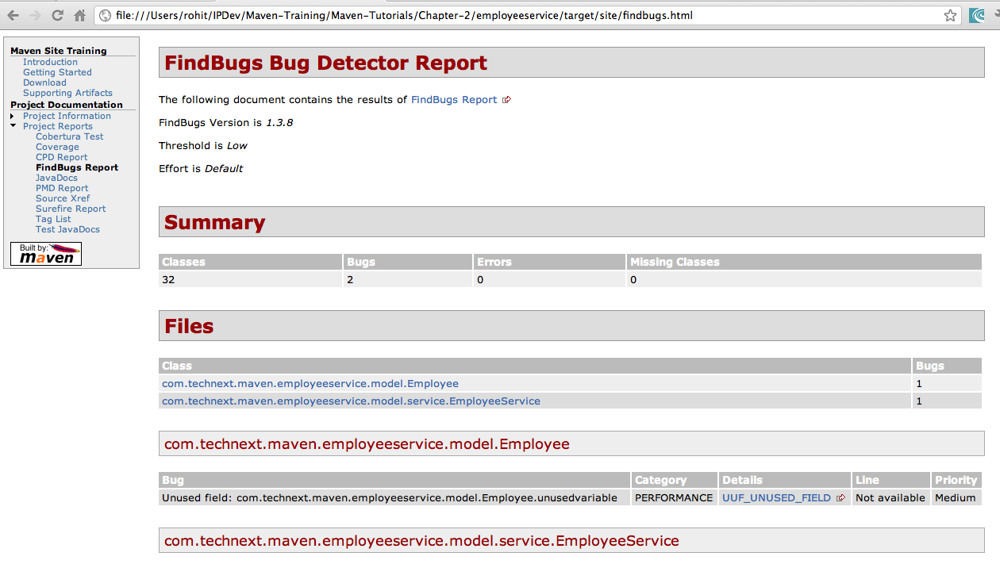 file:///Users/rohit/IPDev/Maven-Training/Maven-Tutorials/Chapter-2/employeeservice/target/site/findbugs.html
Maven Site Training
Introduction
Getting Started
Download
Supporting Artifacts
Project Documentation
Project Information
Project Reports
Cobertura Test
Coverage
CPD Report
FindBugs Report
JavaDocs
PMD Report
Source Xref
Surefire Report
Tag List
Test JavaDocs
Built by:
maven
FindBugs Bug Detector Report
The following document contains the results of FindBugs Report
FindBugs Version is 1.3.8
Threshold is Low
Effort is Default
Summary
Classes Bugs Errors Missing Classes
32 2 0 0
Files
Class Bugs
com.technext.maven.employeeservice.model.Employee 1
com.technext.maven.employeeservice.model.service.EmployeeService 1
com.technext.maven.employeeservice.model.Employee
Bug Category Details Line Priority
Unused field: com.technext.maven.employeeservice.model.Employee.unusedvariable PERFORMANCE UUF_UNUSED_FIELD Not available Medium
com.technext.maven.employeeservice.model.service.EmployeeService